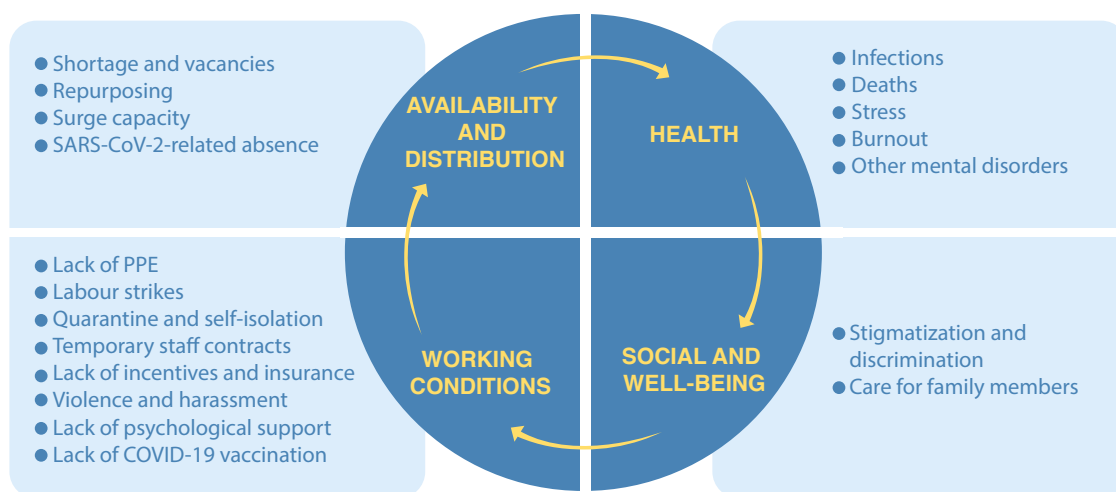 ● Shortage and vacancies
● Repurposing
● Surge capacity
● SARS-CoV-2-related absence
AVAILABILITY
AND
DISTRIBUTION
HEALTH
● Infections
● Deaths
● Stress
● Burnout
● Other mental disorders
● Lack of PPE
● Labour strikes
● Quarantine and self-isolation
● Temporary staff contracts
● Lack of incentives and insurance
● Violence and harassment
● Lack of psychological support
● Lack of COVID-19 vaccination
WORKING
CONDITIONS
SOCIAL AND
WELL-BEING
● Stigmatization and
discrimination
● Care for family members